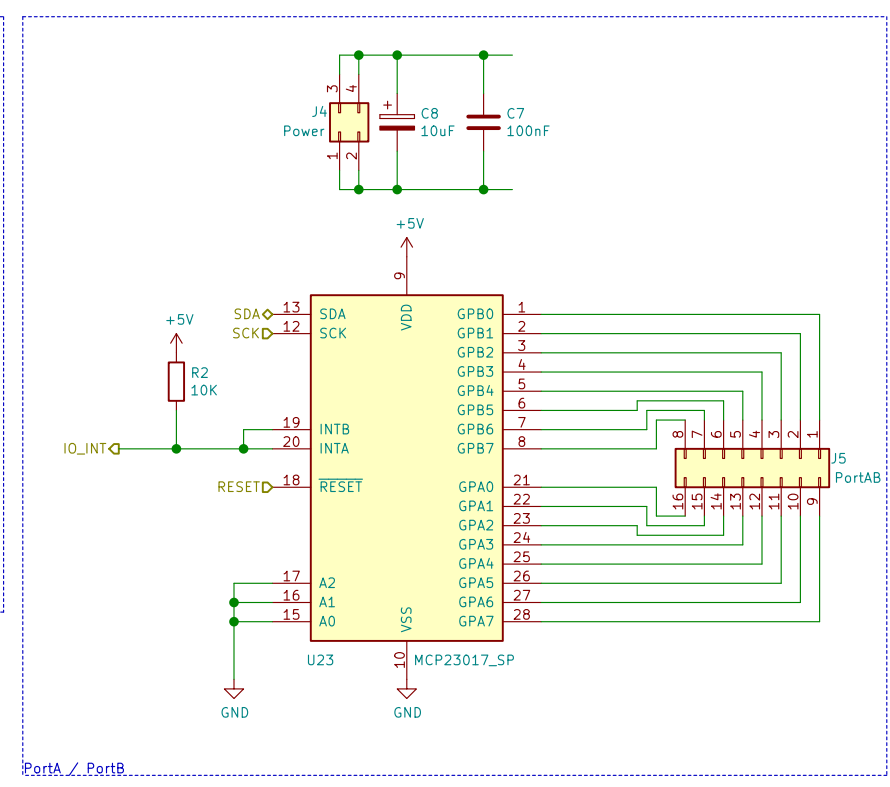 3 4
J4 C8 C7
Power + 10uF 100nF
1 2
+5V
9
+5V
SDA 13 SDA VDD GPB0 1
SCK 12 SCK GPB1 2
GPB2 3
R2 GPB3 4
10K GPB4 5
GPB5 6
19 INTB GPB6 7
IO_INT 20 INTA GPB7 8
8 7 6 5 4 3 2 1
J5
PortAB
16 15 14 13 12 11 10 9
RESET 18 RESET GPA0 21
GPA1 22
GPA2 23
GPA3 24
GPA4 25
17 A2 GPA5 26
16 A1 GPA6 27
15 A0 VSS GPA7 28
U23 10 MCP23017_SP
GND GND
PortA / PortB